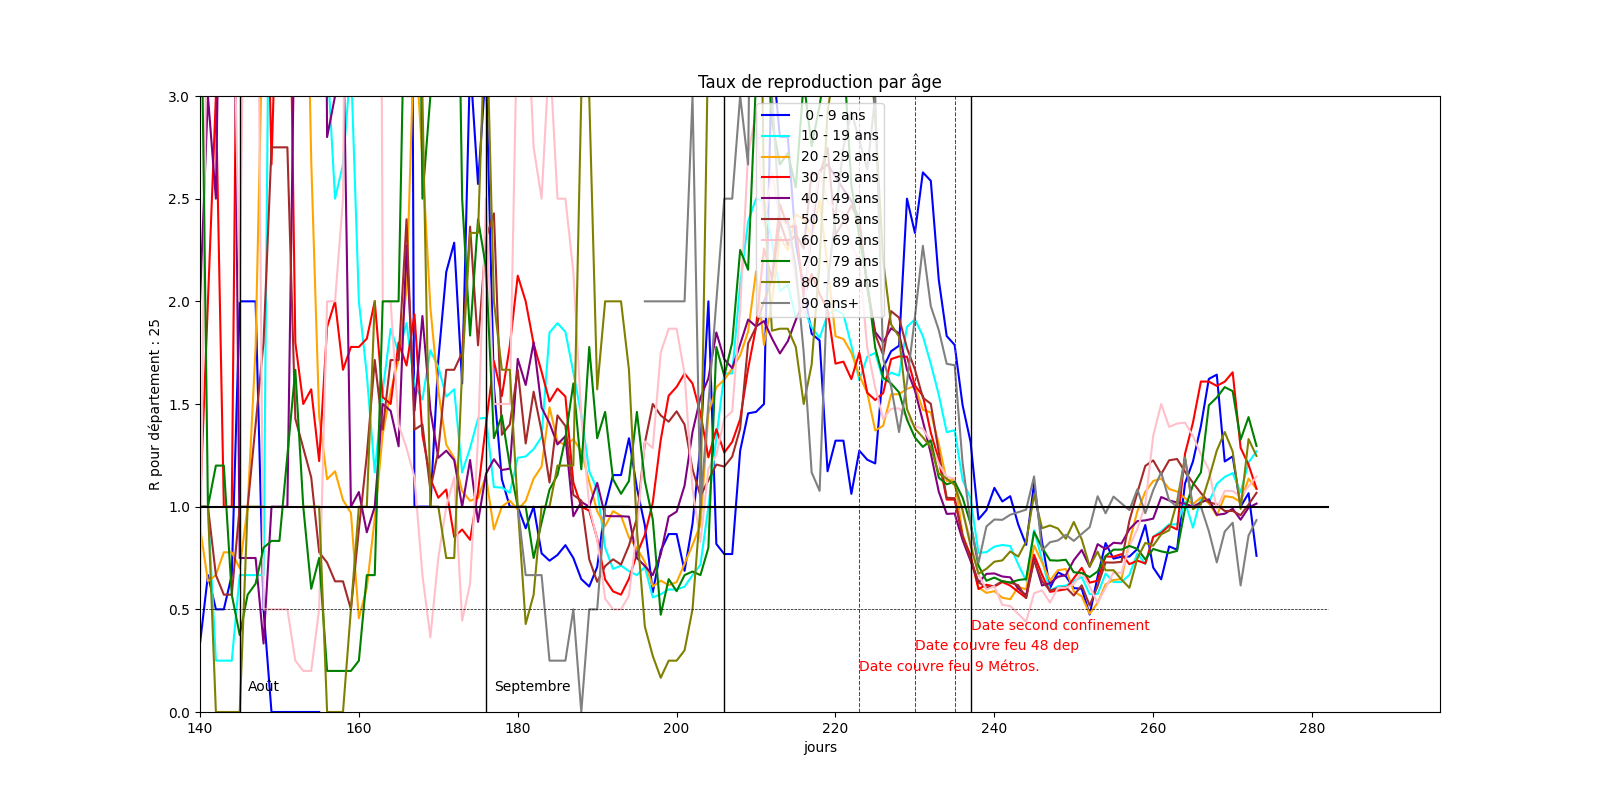 Taux de reproduction par âge
R pour département : 25
3.0
2.5
2.0
1.5
1.0
0.5
0.0
0 - 9 ans
10 - 19 ans
20 - 29 ans
30 - 39 ans
40 - 49 ans
50 - 59 ans
60 - 69 ans
70 - 79 ans
80 - 89 ans
90 ans+
Date second confinement
Date couvre feu 48 dep
Date couvre feu 9 Métros.
Août
Septembre
140
160
180
200
220
240
260
280
jours